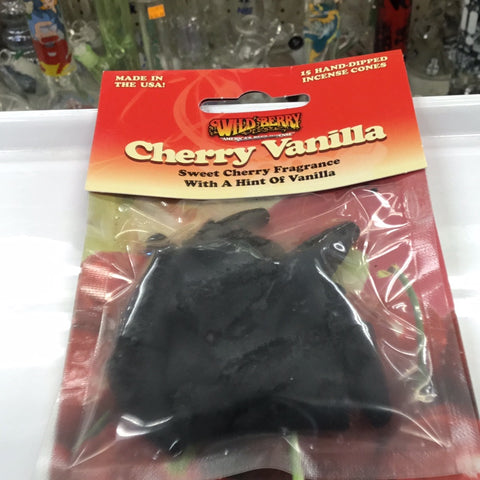 MADE IN
THE USA!
15 HAND-DIPPED
INCENSE CONES
WILD BERRY
Cherry Vanilla
Sweet Cherry Fragrance
With A Hint Of Vanilla